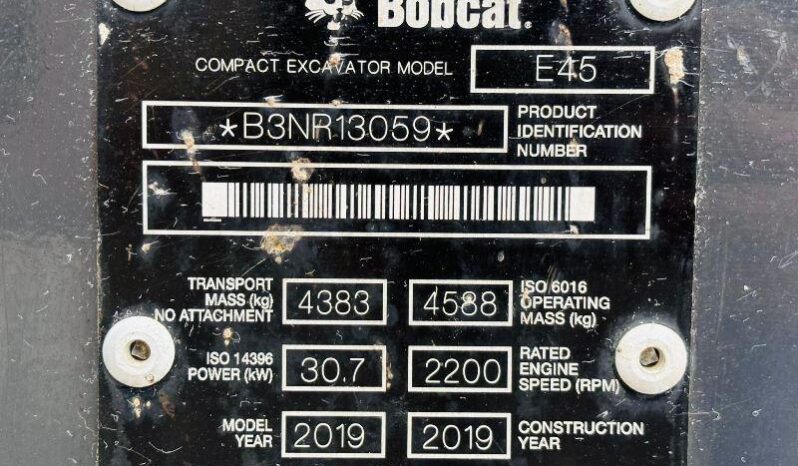 Bobcat.
COMPACT EXCAVATOR MODEL E45
*B3NR13059* PRODUCT
IDENTIFICATION
NUMBER
TRANSPORT
MASS (kg)
NO ATTACHMENT
4383 4588
ISO 6016
OPERATING
MASS (kg)
ISO 14396
POWER (kW)
30.7 2200
RATED
ENGINE
SPEED (RPM)
MODEL
YEAR
2019 2019
CONSTRUCTION
YEAR